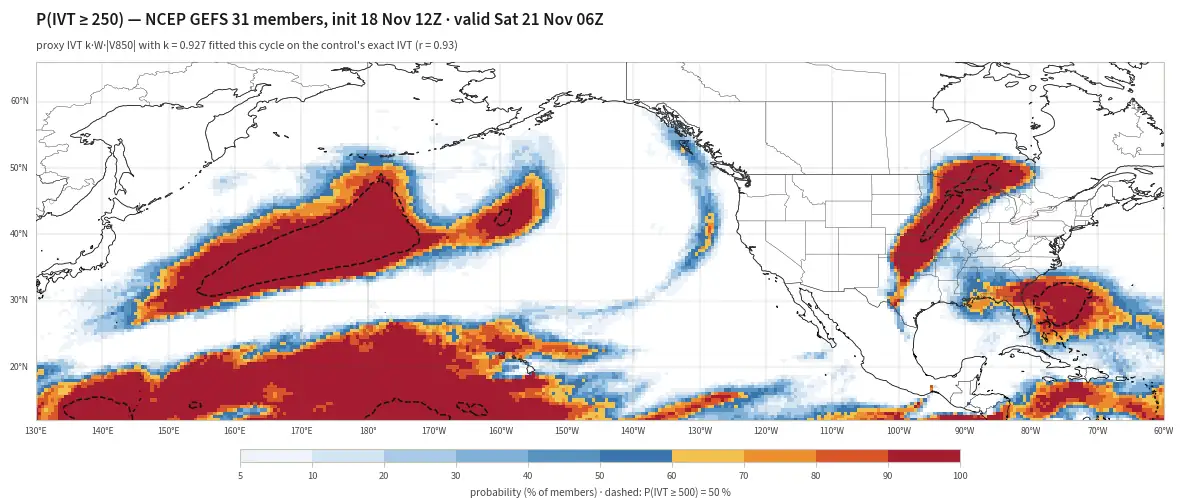 P(IVT ≥ 250) — NCEP GEFS 31 members, init 18 Nov 12Z · valid Sat 21 Nov 06Z
proxy IVT k·W·|V850| with k = 0.927 fitted this cycle on the control's exact IVT (r = 0.93)
60°N
50°N
40°N
30°N
20°N
130°E 140°E 150°E 160°E 170°E 180° 170°W 160°W 150°W 140°W 130°W 120°W 110°W 100°W 90°W 80°W 70°W 60°W
5 10 20 30 40 50 60 70 80 90 100
probability (% of members) · dashed: P(IVT ≥ 500) = 50 %